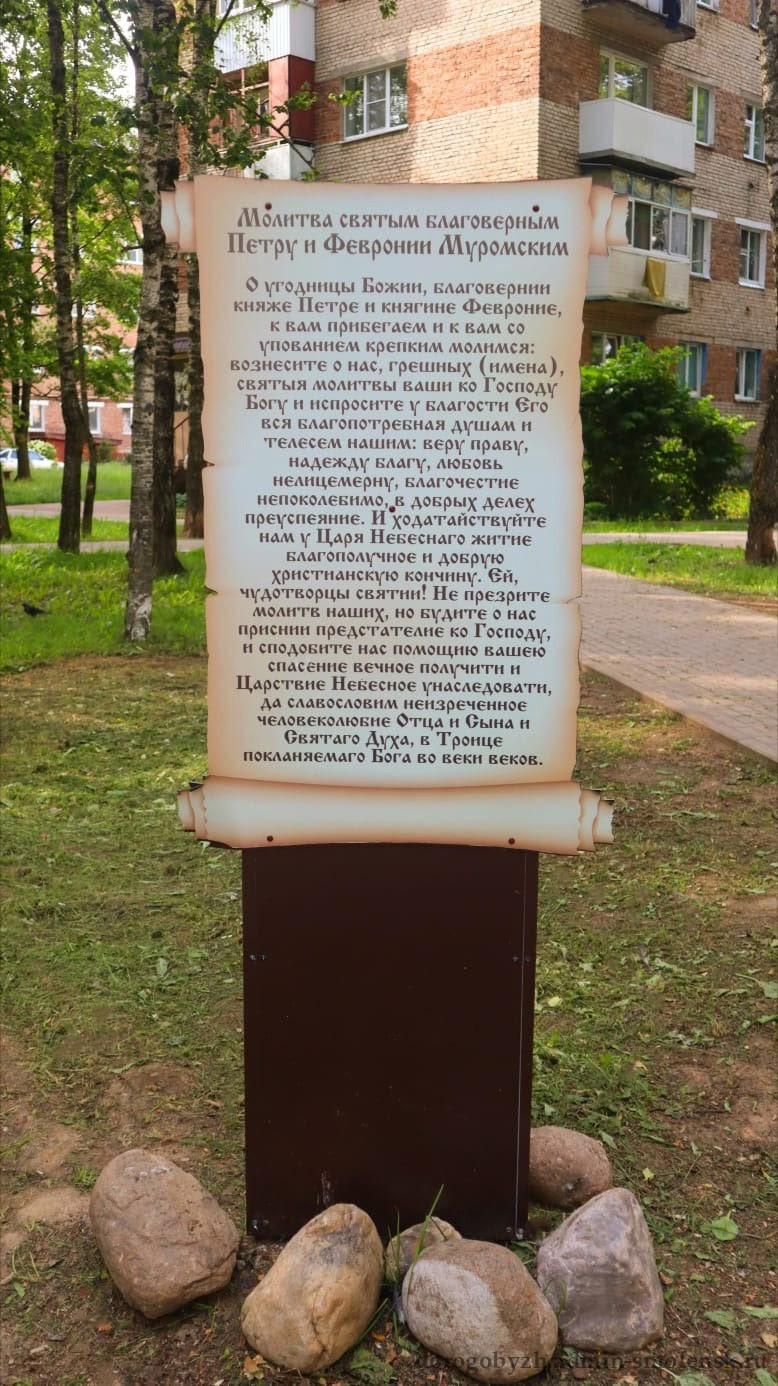 Молитва святым благоверным
Петру и Февронии Муромским
О угодницы Божии, благовернии
княже Петре и княгине Февроние,
к вам прибегаем и к вам со
упованием крепким молимся:
вознесите о нас, грешных (имена),
святыя молитвы ваши ко Господу
Богу и испросите у благости Его
вся благопотребная душам и
телесем нашим: веру праву,
надежду благу, любовь
нелицемерну, благочестие
непоколебимо, в добрых делех
преуспеяние. И ходатайствуйте
нам у Царя Небеснаго житие
благополучное и добрую
христианскую кончину. Ей,
чудотворцы святии! Не презрите
молитв наших, но будите о нас
приснии предстателие ко Господу,
и сподобите нас помощию вашею
спасение вечное получити и
Царствие Небесное унаследовати,
да славословим неизреченное
человеколюбие Отца и Сына и
Святаго Духа, в Троице
покланяемаго Бога во веки веков.
dorogobyzh.admin-smolensk.ru